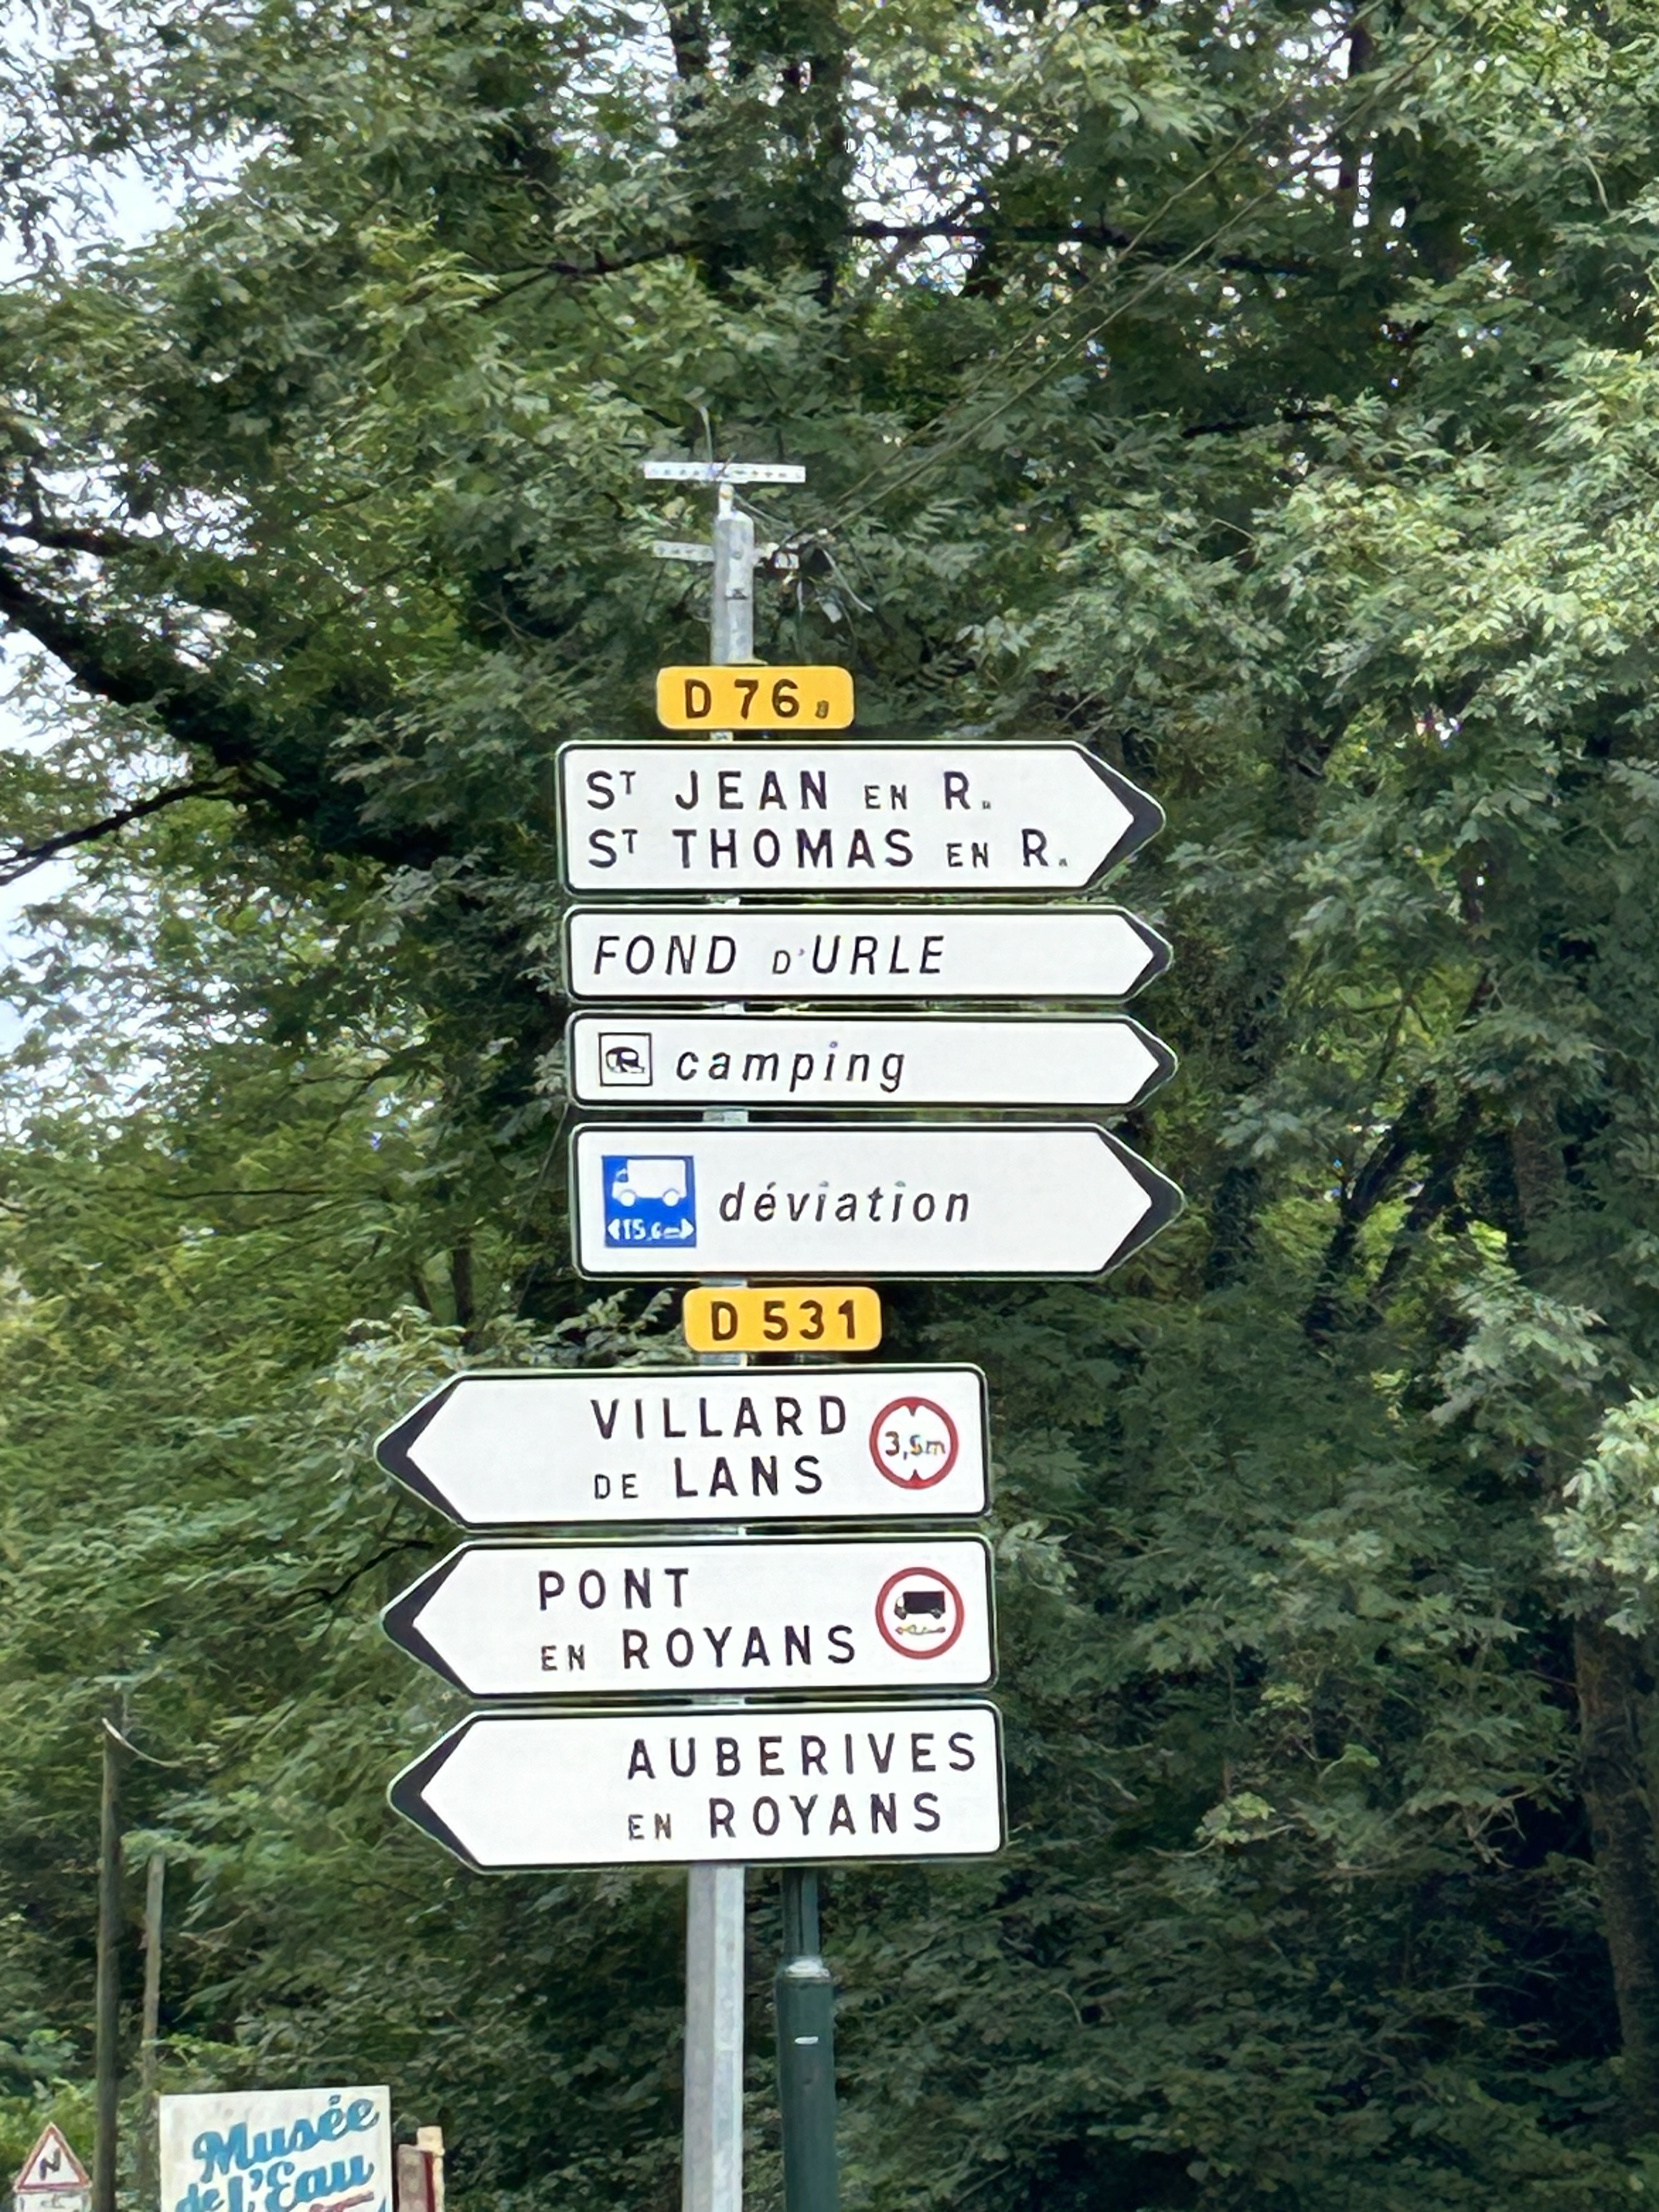 D 76
ST JEAN EN R.
ST THOMAS EN R.
FOND D'URLE
camping
déviation
D 531
VILLARD
DE LANS
3,5m
PONT
EN ROYANS
AUBERIVES
EN ROYANS
Musée
de l'Eau